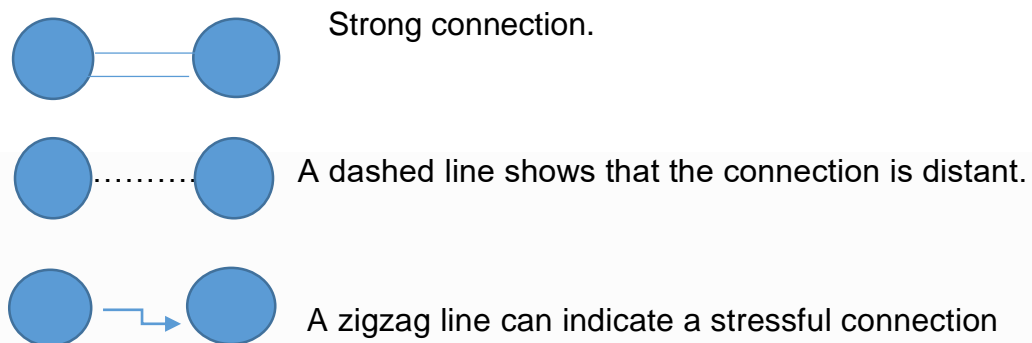 Strong connection.
A dashed line shows that the connection is distant.
A zigzag line can indicate a stressful connection